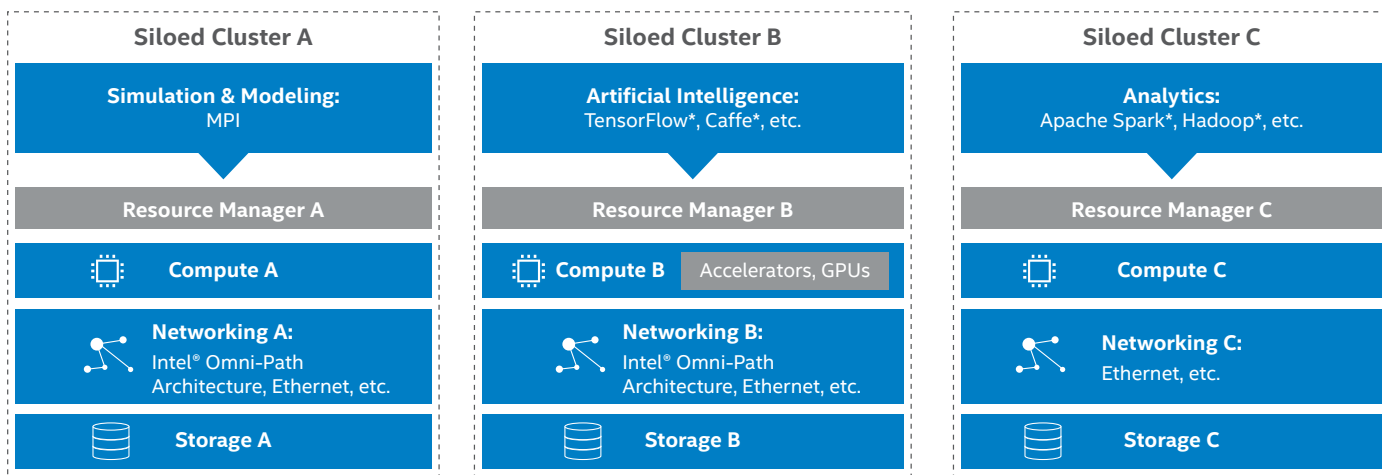 Siloed Cluster A
Simulation & Modeling:
MPI
Resource Manager A
Compute A
Networking A:
Intel® Omni-Path
Architecture, Ethernet, etc.
Storage A
Siloed Cluster B
Artificial Intelligence:
TensorFlow*, Caffe*, etc.
Resource Manager B
Compute B
Accelerators, GPUs
Networking B:
Intel® Omni-Path
Architecture, Ethernet, etc.
Storage B
Siloed Cluster C
Analytics:
Apache Spark*, Hadoop*, etc.
Resource Manager C
Compute C
Networking C:
Ethernet, etc.
Storage C